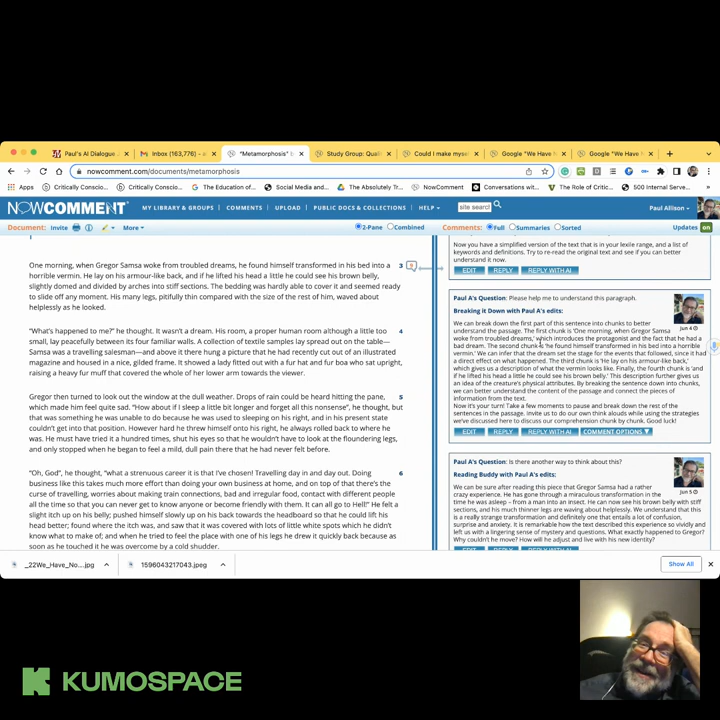 Paul's AI Dialogue
Inbox (163,776)
"Metamorphosis"
Study Group: Qual
Could I make mys
Google "We Have
Google "We Have
nowcomment.com/documents/metamorphosis
Apps
Critically Consci...
Critically Consc...
The Education of...
Social Media and...
The Absolutely Tr...
NowComment
Conversations wit...
The Role of Critic...
500 Internal Serve...
NOWCOMMENT
MY LIBRARY & GROUPS
COMMENTS
UPLOAD
PUBLIC DOCS & COLLECTIONS
HELP
site search
Paul Allison
Document: Invite
More
2-Pane
Combined
Comments:
Full
Summaries
Sorted
Updates
on
One morning, when Gregor Samsa woke from troubled dreams, he found himself transformed in his bed into a
horrible vermin. He lay on his armour-like back, and if he lifted his head a little he could see his brown belly,
slightly domed and divided by arches into stiff sections. The bedding was hardly able to cover it and seemed ready
to slide off any moment. His many legs, pitifully thin compared with the size of the rest of him, waved about
helplessly as he looked.
3
"What's happened to me?" he thought. It wasn't a dream. His room, a proper human room although a little too
small, lay peacefully between its four familiar walls. A collection of textile samples lay spread out on the table—
Samsa was a travelling salesman—and above it there hung a picture that he had recently cut out of an illustrated
magazine and housed in a nice, gilded frame. It showed a lady fitted out with a fur hat and fur boa who sat upright,
raising a heavy fur muff that covered the whole of her lower arm towards the viewer.
4
Gregor then turned to look out the window at the dull weather. Drops of rain could be heard hitting the pane,
which made him feel quite sad. "How about if I sleep a little bit longer and forget all this nonsense", he thought, but
that was something he was unable to do because he was used to sleeping on his right, and in his present state
couldn't get into that position. However hard he threw himself onto his right, he always rolled back to where he
was. He must have tried it a hundred times, shut his eyes so that he wouldn't have to look at the floundering legs,
and only stopped when he began to feel a mild, dull pain there that he had never felt before.
5
"Oh, God", he thought, "what a strenuous career it is that I've chosen! Travelling day in and day out. Doing
business like this takes much more effort than doing your own business at home, and on top of that there's the
curse of travelling, worries about making train connections, bad and irregular food, contact with different people
all the time so that you can never get to know anyone or become friendly with them. It can all go to Hell!" He felt a
slight itch up on his belly; pushed himself slowly up on his back towards the headboard so that he could lift his
head better; found where the itch was, and saw that it was covered with lots of little white spots which he didn't
know what to make of; and when he tried to feel the place with one of his legs he drew it quickly back because as
soon as he touched it he was overcome by a cold shudder.
6
Now you have a simplified version of the text that is in your lexile range, and a list of
keywords and definitions. Try to re-read the original text and see if you can better
understand it now.
EDIT
REPLY
REPLY WITH AI
Paul A's Question: Please help me to understand this paragraph.
Breaking it Down with Paul A's edits:
We can break down the first part of this sentence into chunks to better
understand the passage. The first chunk is 'One morning, when Gregor Samsa
woke from troubled dreams,' which introduces the protagonist and the fact that he had a
bad dream. The second chunk is 'he found himself transformed in his bed into a horrible
vermin.' We can infer that the dream set the stage for the events that followed, since it had
a direct effect on what happened. The third chunk is 'He lay on his armour-like back,'
which gives us a description of what the vermin looks like. Finally, the fourth chunk is 'and
if he lifted his head a little he could see his brown belly.' This description further gives us
an idea of the creature's physical attributes. By breaking the sentence down into chunks,
we can better understand the content of the passage and connect the pieces of
information from the text.
Now it's your turn! Take a few moments to pause and break down the rest of the
sentences in the passage. Invite us to do our own think alouds while using the strategies
we've discussed here to discuss our comprehension chunk by chunk. Good luck!
Jun 4
EDIT
REPLY
REPLY WITH AI
COMMENT OPTIONS
Paul A's Question: Is there another way to think about this?
Reading Buddy with Paul A's edits:
We can be sure after reading this piece that Gregor Samsa had a rather
crazy experience. He has gone through a miraculous transformation in the
time he was asleep – from a man into an insect. He can now see his brown belly with stiff
sections, and his much thinner legs are waving about helplessly. We understand that this
is a really strange transformation and definitely one that entails a lot of confusion,
surprise and anxiety. It is remarkable how the text described this experience so vividly and
left us with a lingering sense of mystery and questions. What exactly happened to Gregor?
Why couldn't he move? How will he adjust and live with his new identity?
Jun 5
_22We_Have_No....jpg
1596043217043.jpeg
Show All
KUMOSPACE